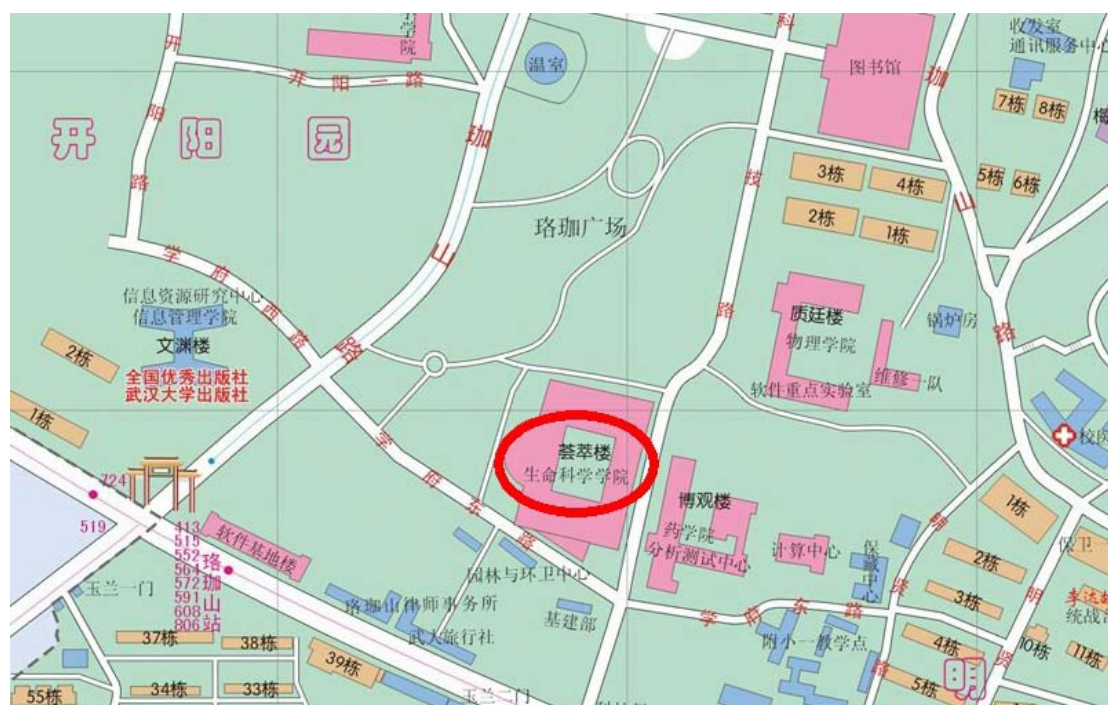 学院
收发室
通讯服务中心
温室
图书馆
科
珈
开
开阳一路
7栋
8栋
阳
珈
开阳园
梅
路
技
3栋
4栋
5栋
6栋
2栋
1栋
山
珞珈广场
山
学府西路
信息资源研究中心
信息管理学院
文渊楼
质廷楼
物理学院
锅炉房
路
路
路
2栋
全国优秀出版社
武汉大学出版社
软件重点实验室
维修一队
1栋
学府东路
荟萃楼
生命科学学院
校医
724
519
博观楼
药学院
分析测试中心
计算中心
保藏中心
明
1栋
2栋
保卫
413
515
552
564
572
591
608
806
珞珈山站
软件基地楼
园林与环卫中心
玉兰一门
珞珈山律师事务所
武大旅行社
基建部
学府东路
贤
路
明
贤
3栋
4栋
5栋
统战
附小一教学点
10栋
11栋
明
37栋
38栋
39栋
34栋
33栋
55栋
玉兰二门